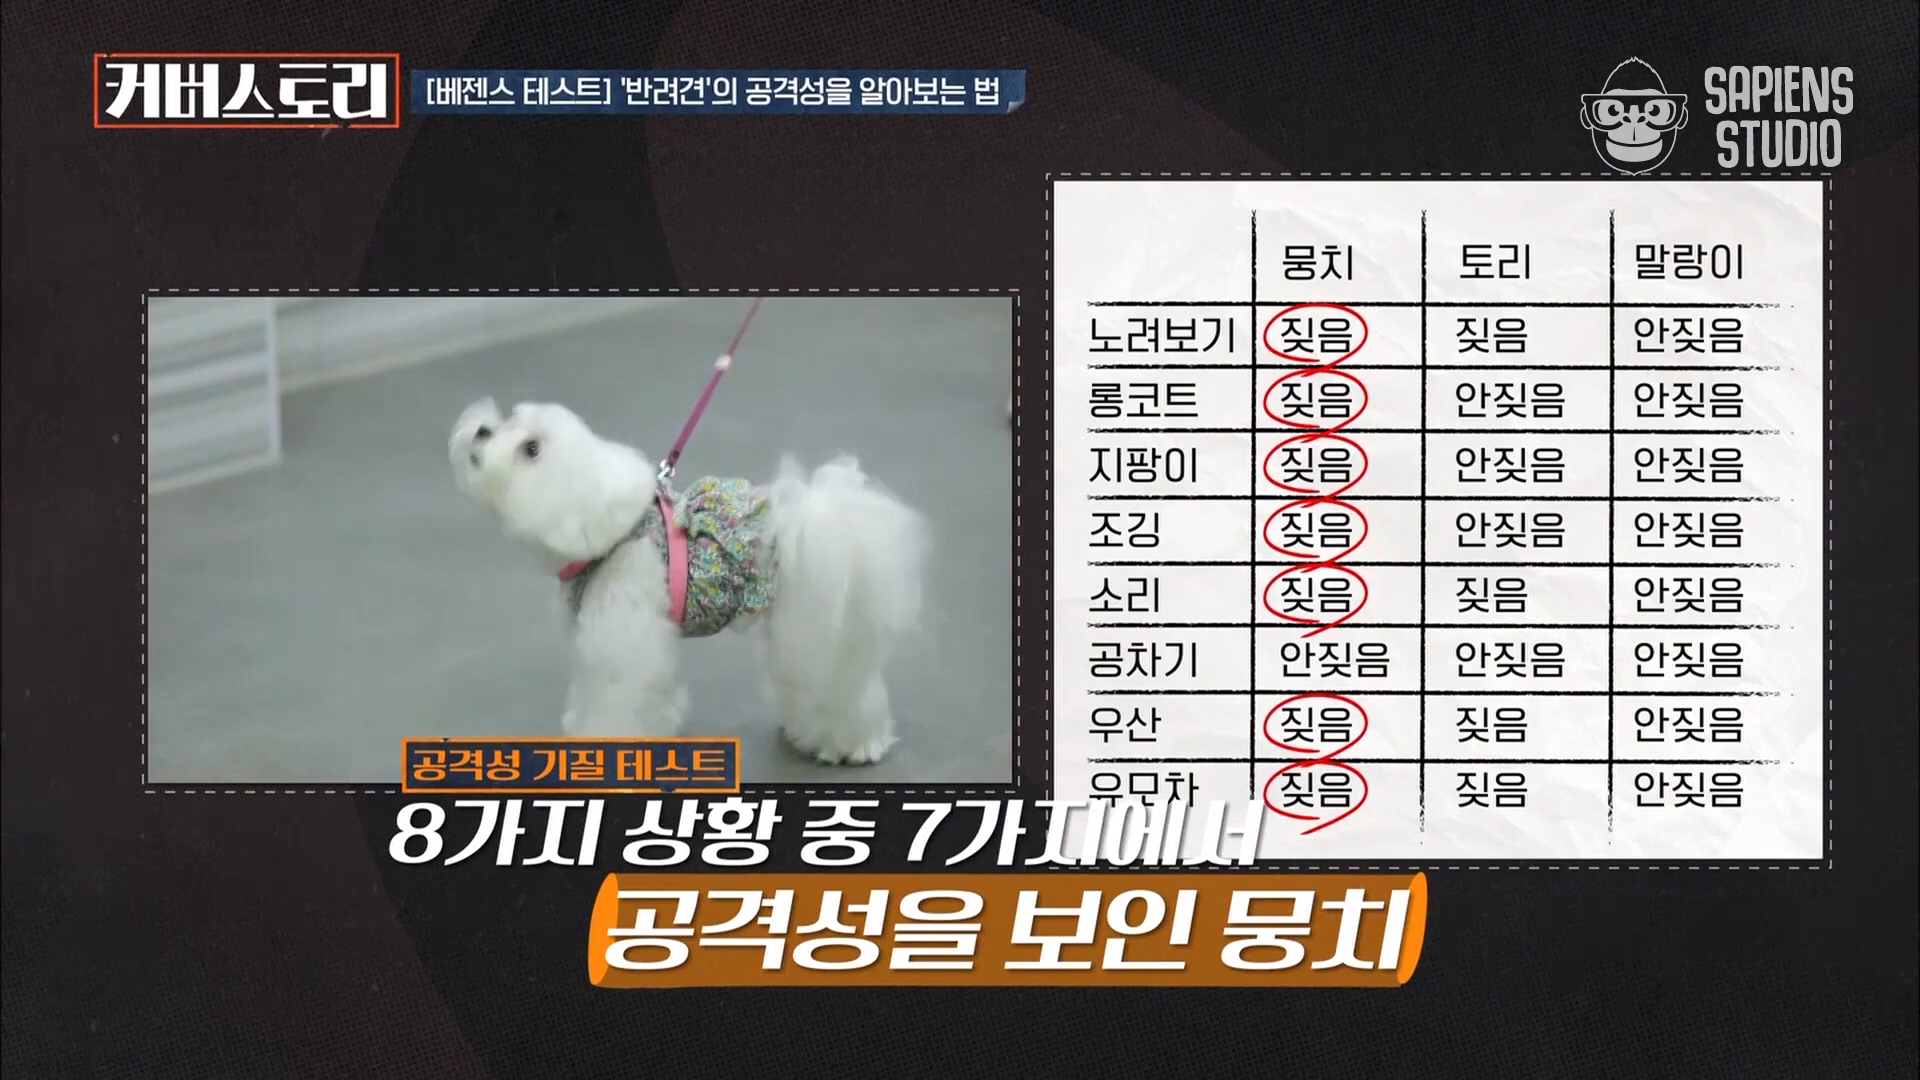 커버스토리
[베젠스 테스트] '반려견'의 공격성을 알아보는 법
SAPIENS
STUDIO
뭉치 토리 말랑이
노려보기 짖음 짖음 안짖음
롱코트 짖음 안짖음 안짖음
지팡이 짖음 안짖음 안짖음
조깅 짖음 안짖음 안짖음
소리 짖음 짖음 안짖음
공차기 안짖음 안짖음 안짖음
우산 짖음 짖음 안짖음
유모차 짖음 짖음 안짖음
공격성 기질 테스트
8가지 상황 중 7가지에서
공격성을 보인 뭉치